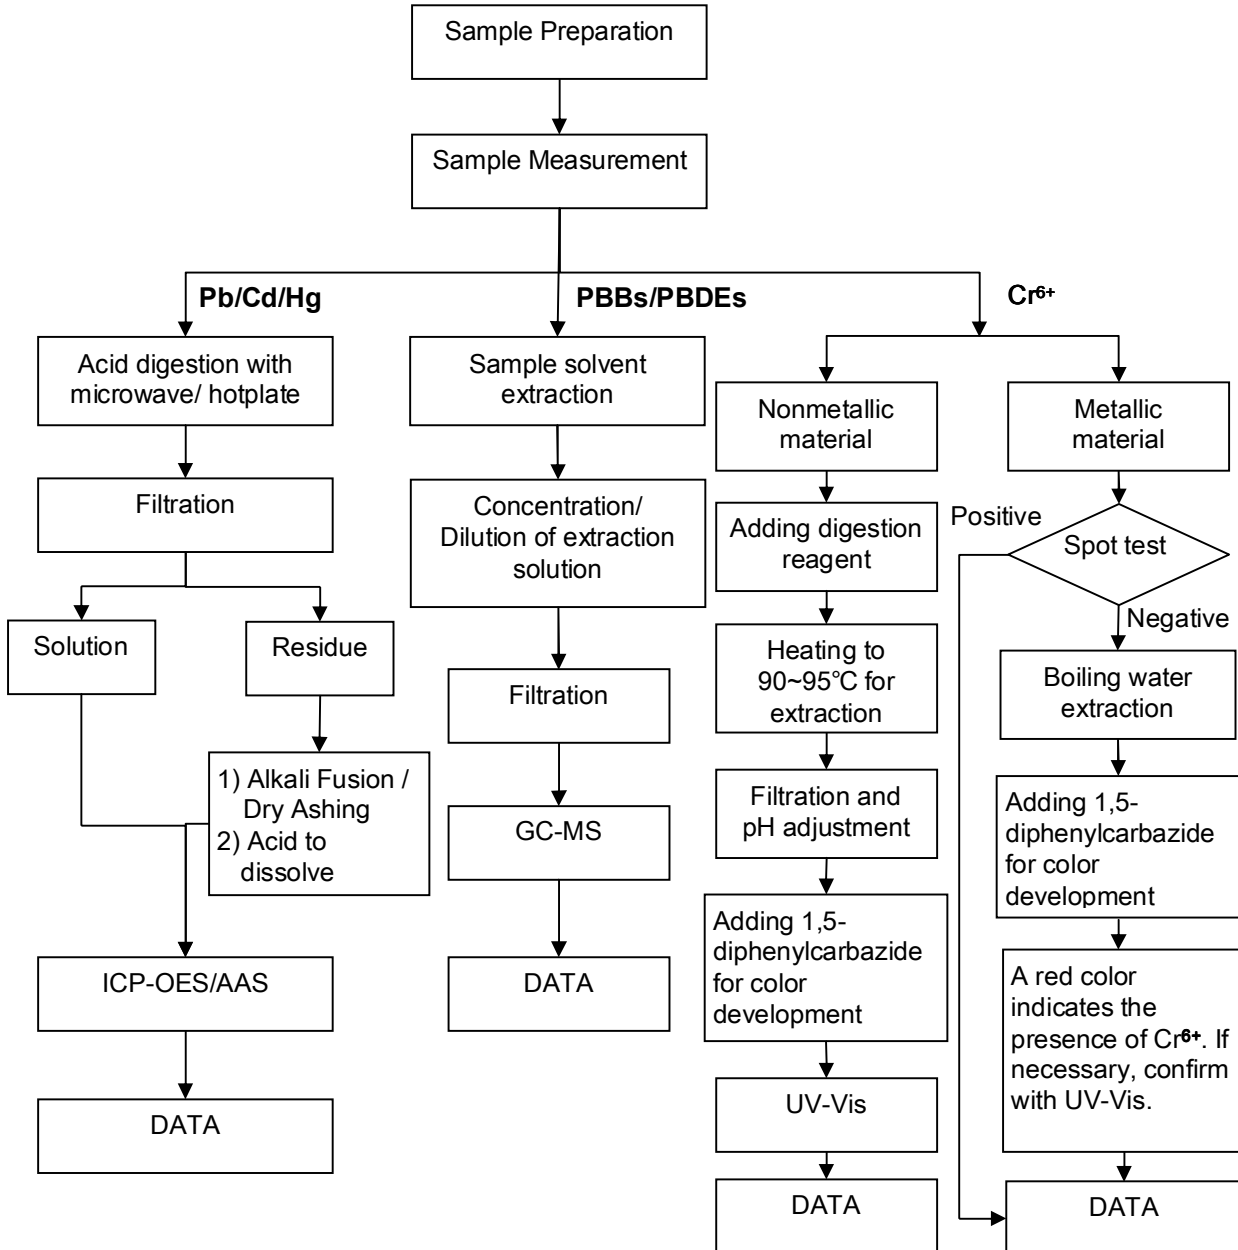 Sample Preparation
Sample Measurement
Pb/Cd/Hg
PBBs/PBDEs
Cr⁶⁺
Acid digestion with
microwave/ hotplate
Filtration
Solution
Residue
1) Alkali Fusion /
Dry Ashing
2) Acid to
dissolve
ICP-OES/AAS
DATA
Sample solvent
extraction
Concentration/
Dilution of extraction
solution
Filtration
GC-MS
DATA
Nonmetallic
material
Adding digestion
reagent
Heating to
90~95℃ for
extraction
Filtration and
pH adjustment
Adding 1,5-
diphenylcarbazide
for color
development
UV-Vis
DATA
Metallic
material
Positive
Spot test
Negative
Boiling water
extraction
Adding 1,5-
diphenylcarbazide
for color
development
A red color
indicates the
presence of Cr⁶⁺. If
necessary, confirm
with UV-Vis.
DATA